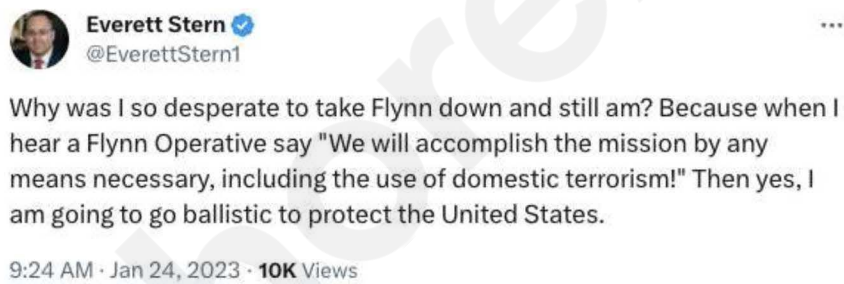 Everett Stern
@EverettStern1
Why was I so desperate to take Flynn down and still am? Because when I
hear a Flynn Operative say "We will accomplish the mission by any
means necessary, including the use of domestic terrorism!" Then yes, I
am going to go ballistic to protect the United States.
9:24 AM · Jan 24, 2023 · 10K Views